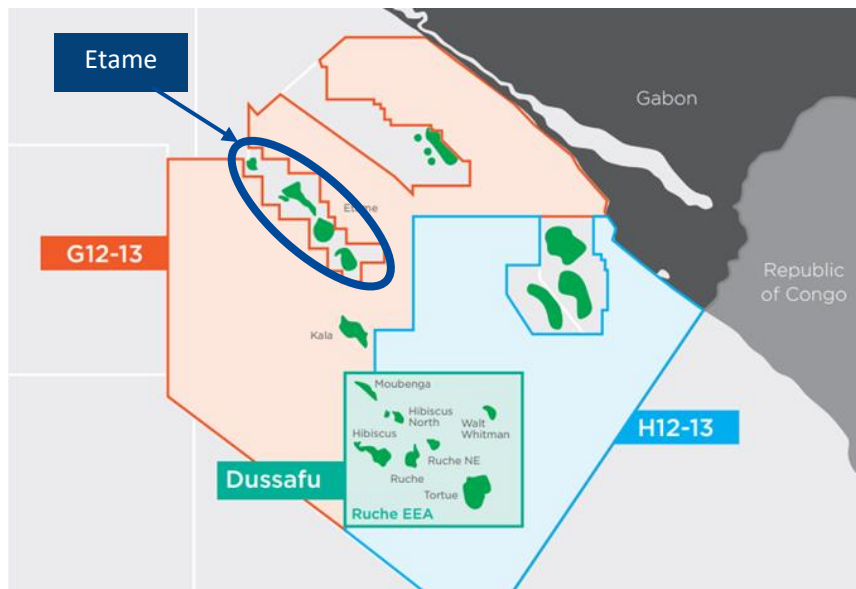 Etame
Gabon
Etame
G12-13
Republic
of Congo
Kala
Moubenga
Hibiscus
North
Walt
Whitman
Hibiscus
H12-13
Ruche NE
Dussafu
Ruche
Tortue
Ruche EEA